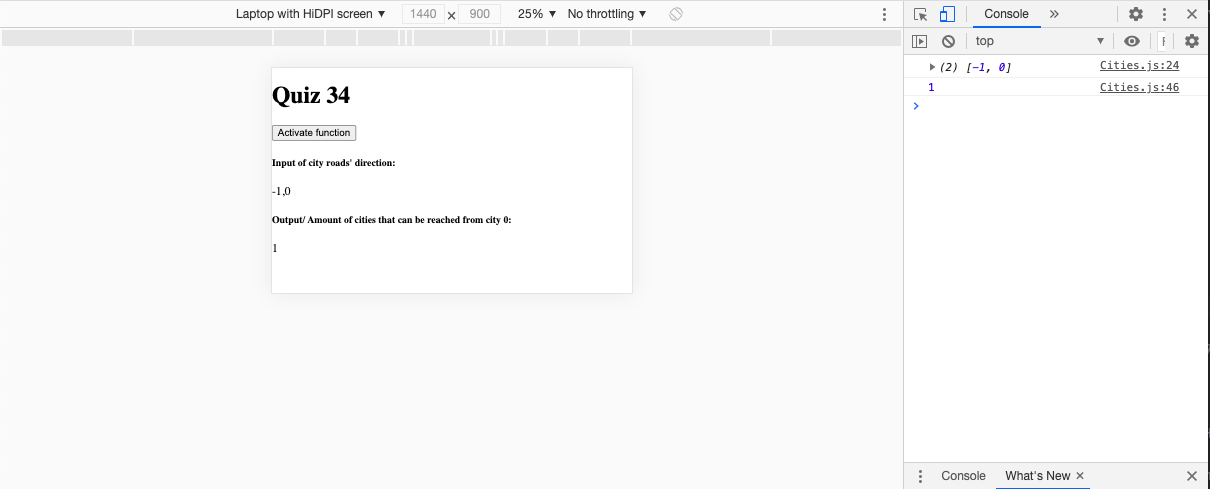 Laptop with HiDPI screen ▼ 1440 × 900 25% ▼ No throttling ▼
Console »
top ▼
Quiz 34
Activate function
Input of city roads' direction:
-1,0
Output/ Amount of cities that can be reached from city 0:
1
▶ (2) [-1, 0] Cities.js:24
1 Cities.js:46
>
Console What's New ×